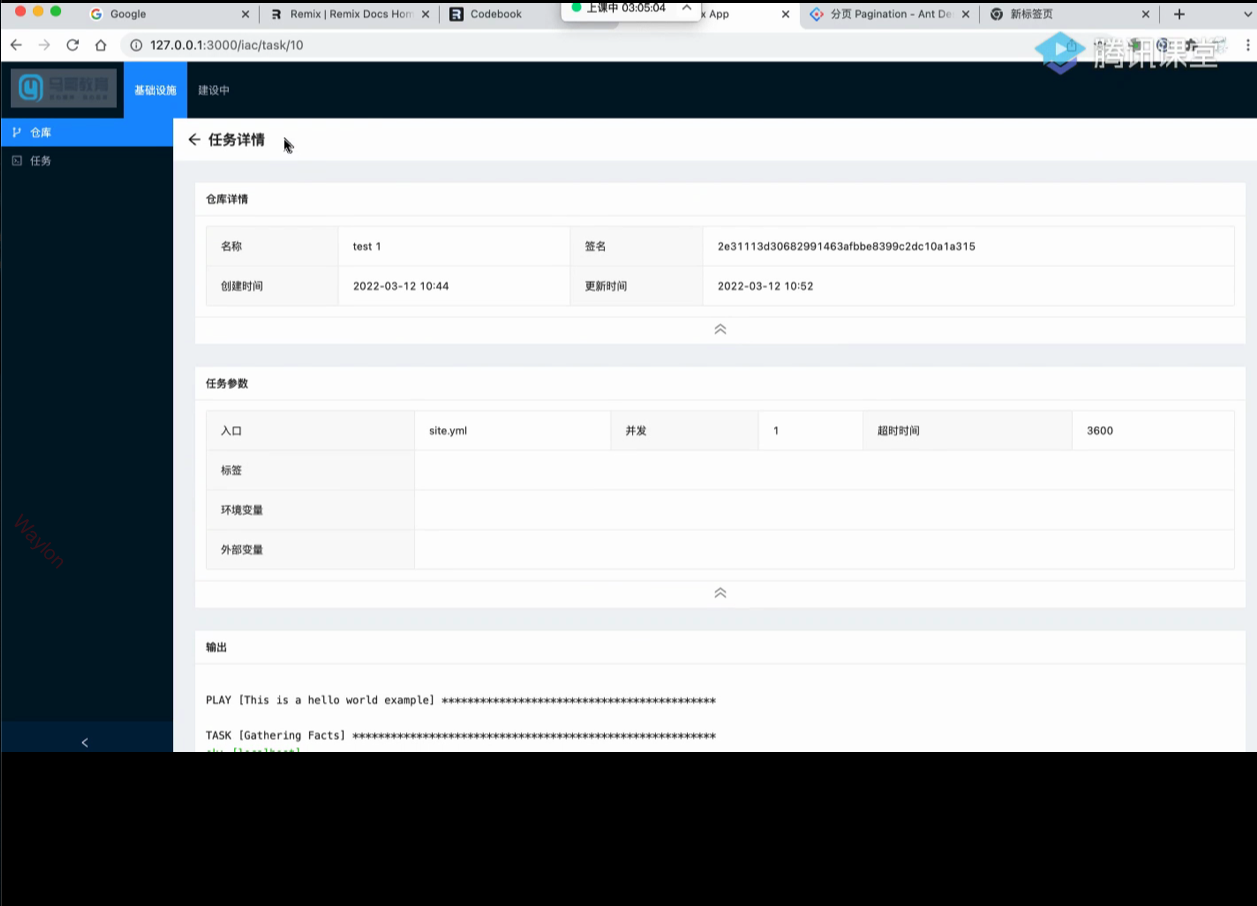 Google
Remix | Remix Docs Hom
Codebook
上课中 03:05:04
x App
分页 Pagination - Ant De
新标签页
127.0.0.1:3000/iac/task/10
腾讯课堂
马哥教育
基础设施
建设中
仓库
任务
任务详情
仓库详情
名称 test 1 签名 2e31113d30682991463afbbe8399c2dc10a1a315
创建时间 2022-03-12 10:44 更新时间 2022-03-12 10:52
任务参数
入口 site.yml 并发 1 超时时间 3600
标签
环境变量
外部变量
Waylon
输出
PLAY [This is a hello world example] *******************************************
TASK [Gathering Facts] *********************************************************
ok: [localhost]